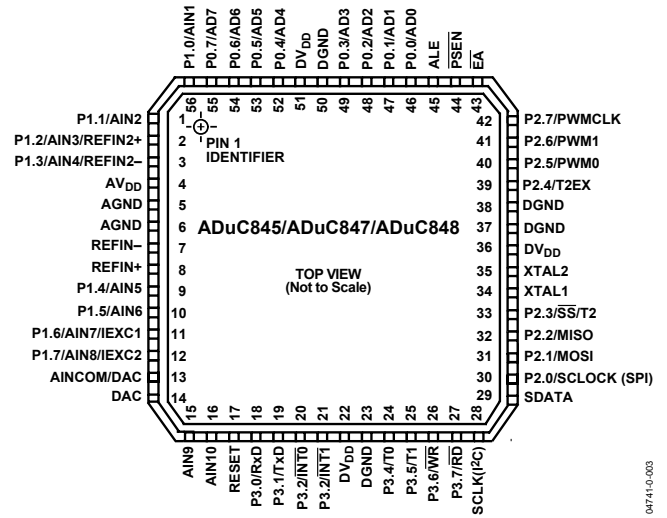 P1.0/AIN1
P0.7/AD7
P0.6/AD6
P0.5/AD5
P0.4/AD4
DVDD
DGND
P0.3/AD3
P0.2/AD2
P0.1/AD1
P0.0/AD0
ALE
PSEN
EA
56
55
54
53
52
51
50
49
48
47
46
45
44
43
P1.1/AIN2 1
P1.2/AIN3/REFIN2+ 2
P1.3/AIN4/REFIN2– 3
AVDD 4
AGND 5
AGND 6
REFIN– 7
REFIN+ 8
P1.4/AIN5 9
P1.5/AIN6 10
P1.6/AIN7/IEXC1 11
P1.7/AIN8/IEXC2 12
AINCOM/DAC 13
DAC 14
PIN 1
IDENTIFIER
ADuC845/ADuC847/ADuC848
TOP VIEW
(Not to Scale)
42 P2.7/PWMCLK
41 P2.6/PWM1
40 P2.5/PWM0
39 P2.4/T2EX
38 DGND
37 DGND
36 DVDD
35 XTAL2
34 XTAL1
33 P2.3/SS/T2
32 P2.2/MISO
31 P2.1/MOSI
30 P2.0/SCLOCK (SPI)
29 SDATA
15
16
17
18
19
20
21
22
23
24
25
26
27
28
AIN9
AIN10
RESET
P3.0/RxD
P3.1/TxD
P3.2/INT0
P3.2/INT1
DVDD
DGND
P3.4/T0
P3.5/T1
P3.6/WR
P3.7/RD
SCLK(I2C)
04741-0-003